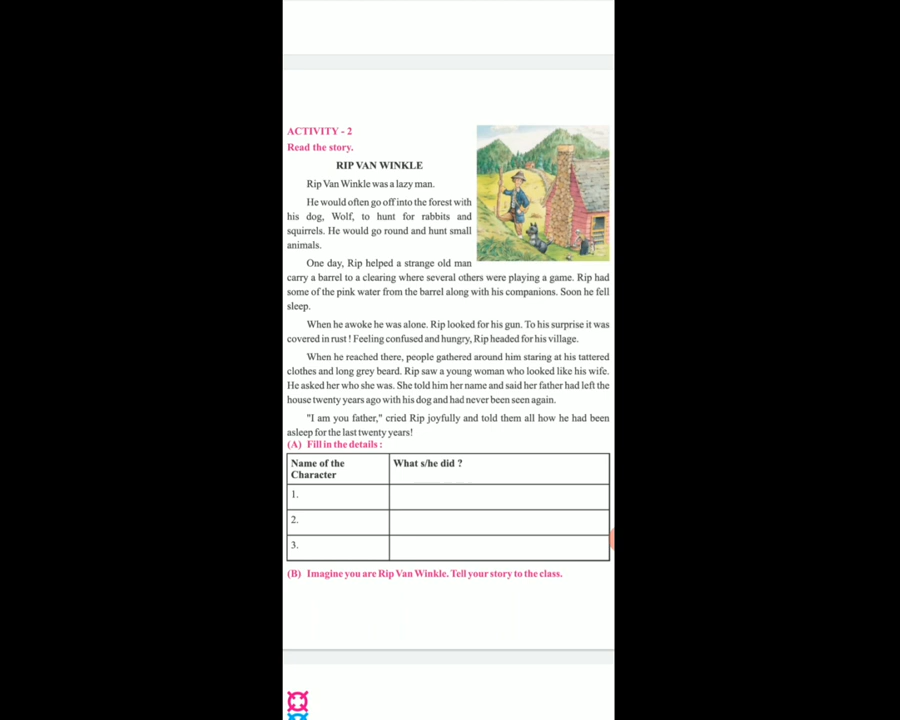 ACTIVITY - 2
Read the story.
RIP VAN WINKLE
Rip Van Winkle was a lazy man.
He would often go off into the forest with
his dog, Wolf, to hunt for rabbits and
squirrels. He would go round and hunt small
animals.
One day, Rip helped a strange old man
carry a barrel to a clearing where several others were playing a game. Rip had
some of the pink water from the barrel along with his companions. Soon he fell
sleep.
When he awoke he was alone. Rip looked for his gun. To his surprise it was
covered in rust ! Feeling confused and hungry, Rip headed for his village.
When he reached there, people gathered around him staring at his tattered
clothes and long grey beard. Rip saw a young woman who looked like his wife.
He asked her who she was. She told him her name and said her father had left the
house twenty years ago with his dog and had never been seen again.
"I am you father," cried Rip joyfully and told them all how he had been
asleep for the last twenty years!
(A) Fill in the details :
Name of the Character | What s/he did ?
1.
2.
3.
(B) Imagine you are Rip Van Winkle. Tell your story to the class.